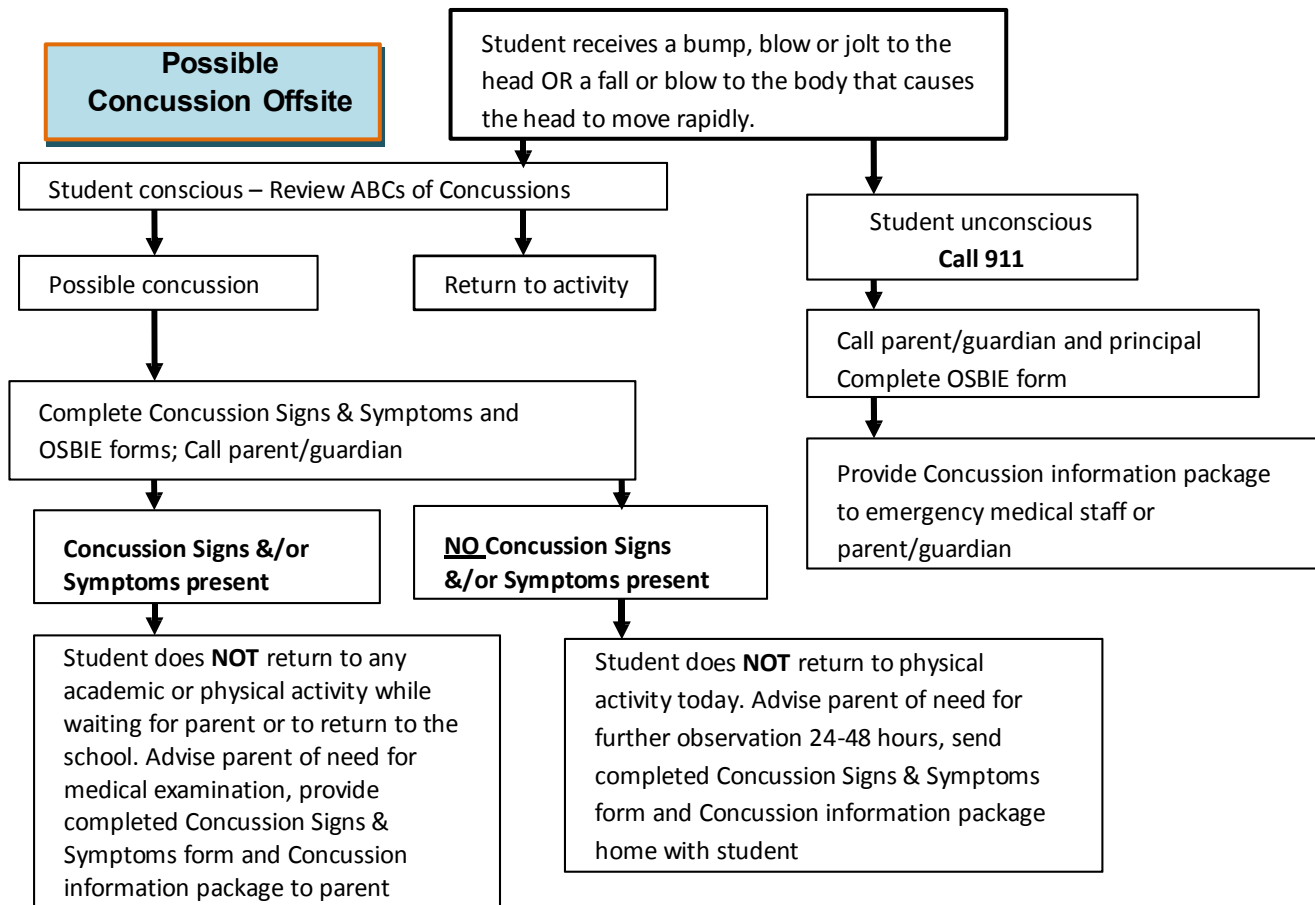 Possible
Concussion Offsite
Student receives a bump, blow or jolt to the
head OR a fall or blow to the body that causes
the head to move rapidly.
Student conscious – Review ABCs of Concussions
Student unconscious
Call 911
Possible concussion
Return to activity
Call parent/guardian and principal
Complete OSBIE form
Complete Concussion Signs & Symptoms and
OSBIE forms; Call parent/guardian
Provide Concussion information package
to emergency medical staff or
parent/guardian
Concussion Signs &/or
Symptoms present
NO Concussion Signs
&/or Symptoms present
Student does NOT return to any
academic or physical activity while
waiting for parent or to return to the
school. Advise parent of need for
medical examination, provide
completed Concussion Signs &
Symptoms form and Concussion
information package to parent
Student does NOT return to physical
activity today. Advise parent of need for
further observation 24-48 hours, send
completed Concussion Signs & Symptoms
form and Concussion information package
home with student